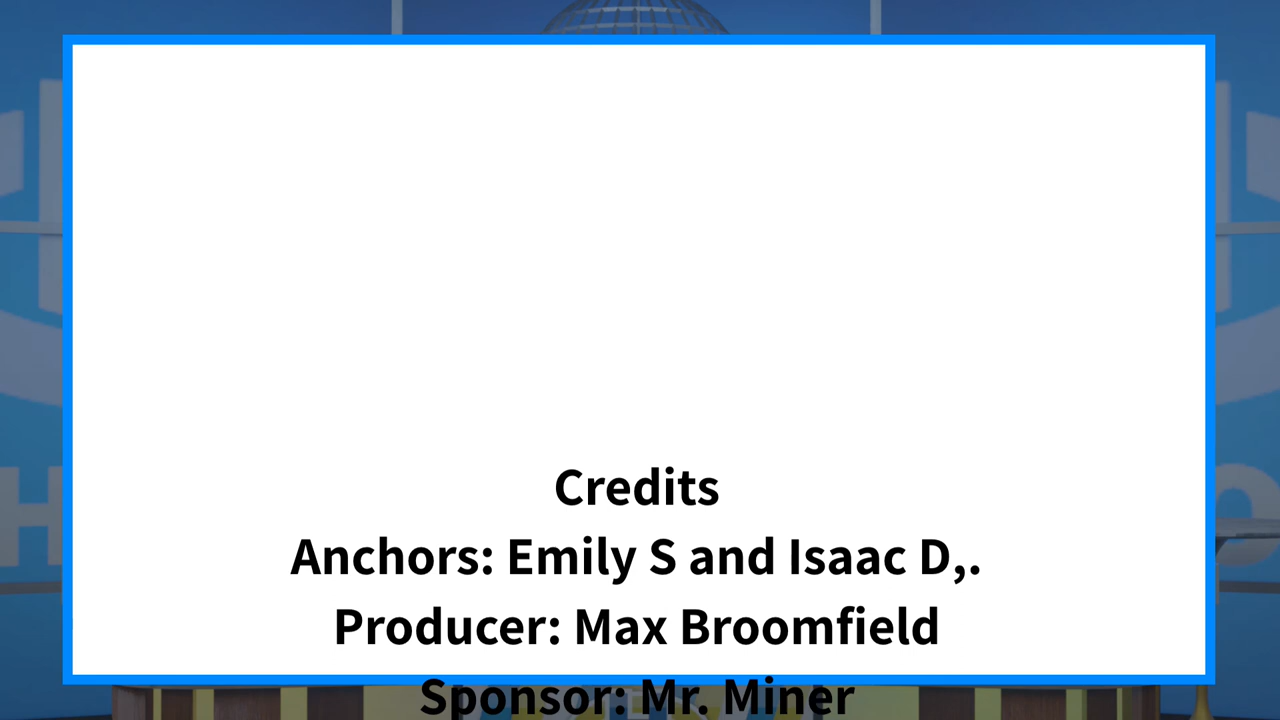 Credits
Anchors: Emily S and Isaac D,.
Producer: Max Broomfield
Sponsor: Mr. Miner